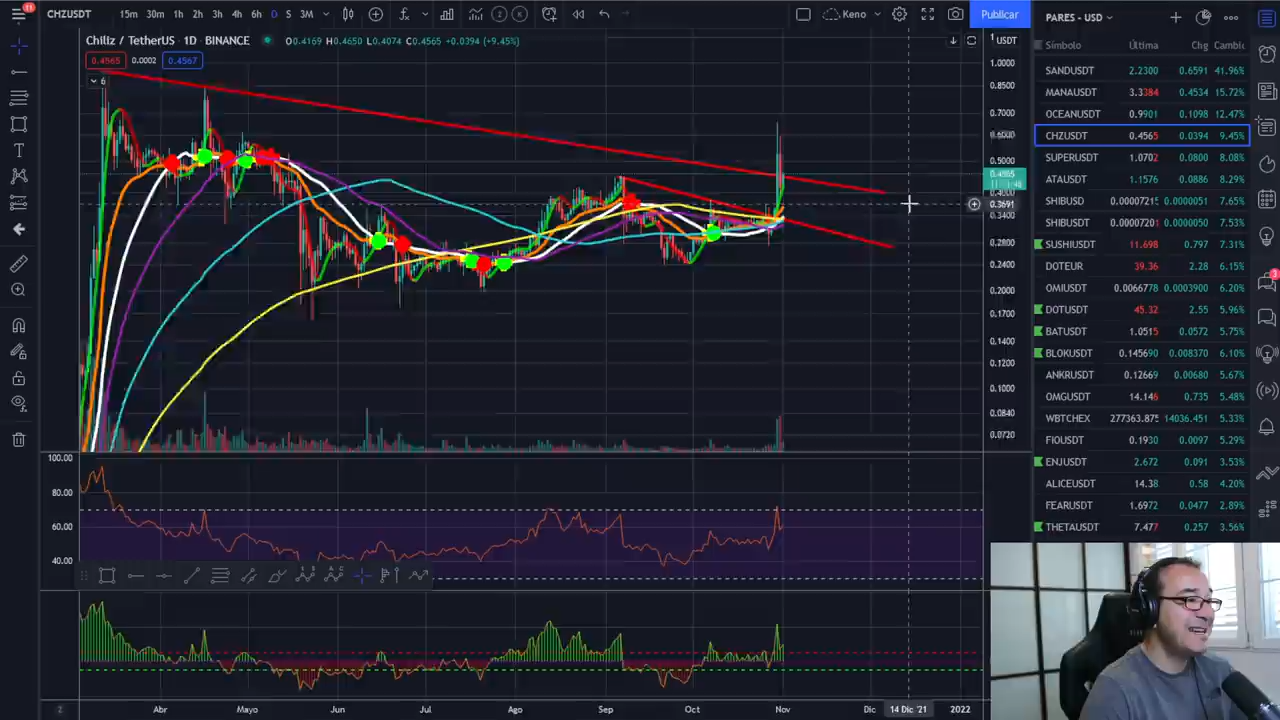 11
CHZUSDT 15m 30m 1h 2h 3h 4h 6h D S 3M Keno Publicar
Chiliz / TetherUS · 1D · BINANCE O0.4169 H0.4650 L0.4074 C0.4565 +0.0394 (+9.45%)
0.4565 0.0002 0.4567
6
USDT
1.0000
0.8500
0.7000
0.6000
0.5000
0.4565
0.3691
0.3400
0.2800
0.2400
0.2000
0.1700
0.1400
0.1200
0.1000
0.0840
0.0720
100.00
80.00
60.00
40.00
Abr Mayo Jun Jul Ago Sep Oct Nov Dic 14 Dic '21 2022
PARES - USD
Símbolo Última Chg Cambio
SANDUSDT 2.2300 0.6591 41.96%
MANAUSDT 3.3384 0.4534 15.72%
OCEANUSDT 0.9901 0.1098 12.47%
CHZUSDT 0.4565 0.0394 9.45%
SUPERUSDT 1.0702 0.0800 8.08%
ATAUSDT 1.1576 0.0886 8.29%
SHIBUSD 0.00007215 0.0000051 7.65%
SHIBUSDT 0.00007201 0.0000050 7.53%
SUSHIUSDT 11.698 0.797 7.31%
DOTEUR 39.36 2.28 6.15%
OMIUSDT 0.0066778 0.0003900 6.20%
DOTUSDT 45.32 2.55 5.96%
BATUSDT 1.0515 0.0572 5.75%
BLOKUSDT 0.145690 0.008370 6.10%
ANKRUSDT 0.12669 0.00680 5.67%
OMGUSDT 14.146 0.735 5.48%
WBTCHEX 277363.875 14036.451 5.33%
FIOUSDT 0.1930 0.0097 5.29%
ENJUSDT 2.672 0.091 3.53%
ALICEUSDT 14.38 0.58 4.20%
FEARUSDT 1.6972 0.0477 2.89%
THETAUSDT 7.477 0.257 3.56%
3